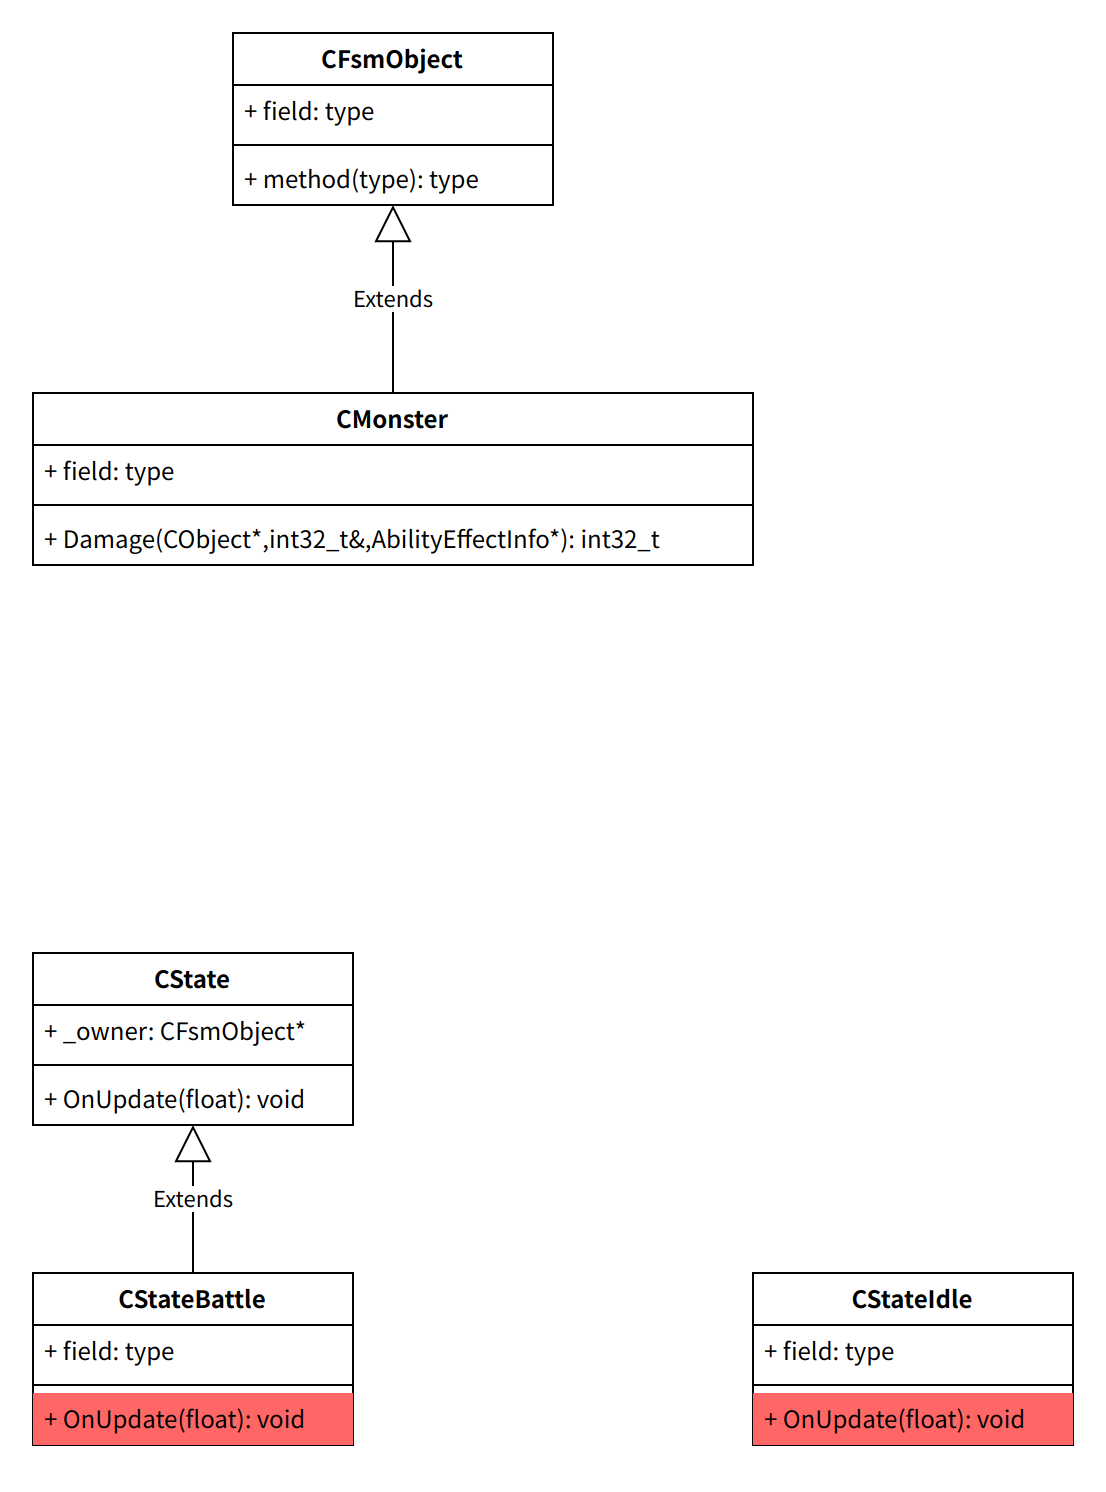 CFsmObject
+ field: type
+ method(type): type
Extends
CMonster
+ field: type
+ Damage(CObject*,int32_t&,AbilityEffectInfo*): int32_t
CState
+ _owner: CFsmObject*
+ OnUpdate(float): void
Extends
CStateBattle
+ field: type
+ OnUpdate(float): void
CStateIdle
+ field: type
+ OnUpdate(float): void